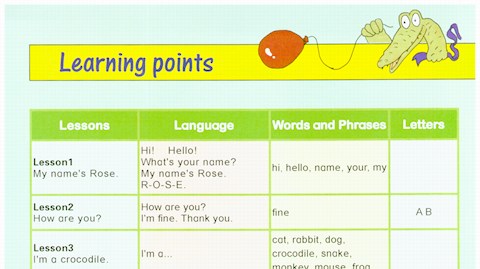 Learning points
Lessons Language Words and Phrases Letters
Lesson1
My name's Rose.
Hi! Hello!
What's your name?
My name's Rose.
R-O-S-E.
hi, hello, name, your, my
Lesson2
How are you?
How are you?
I'm fine. Thank you.
fine
A B
Lesson3
I'm a crocodile.
I'm a...
cat, rabbit, dog,
crocodile, snake,
monkey, mouse, frog